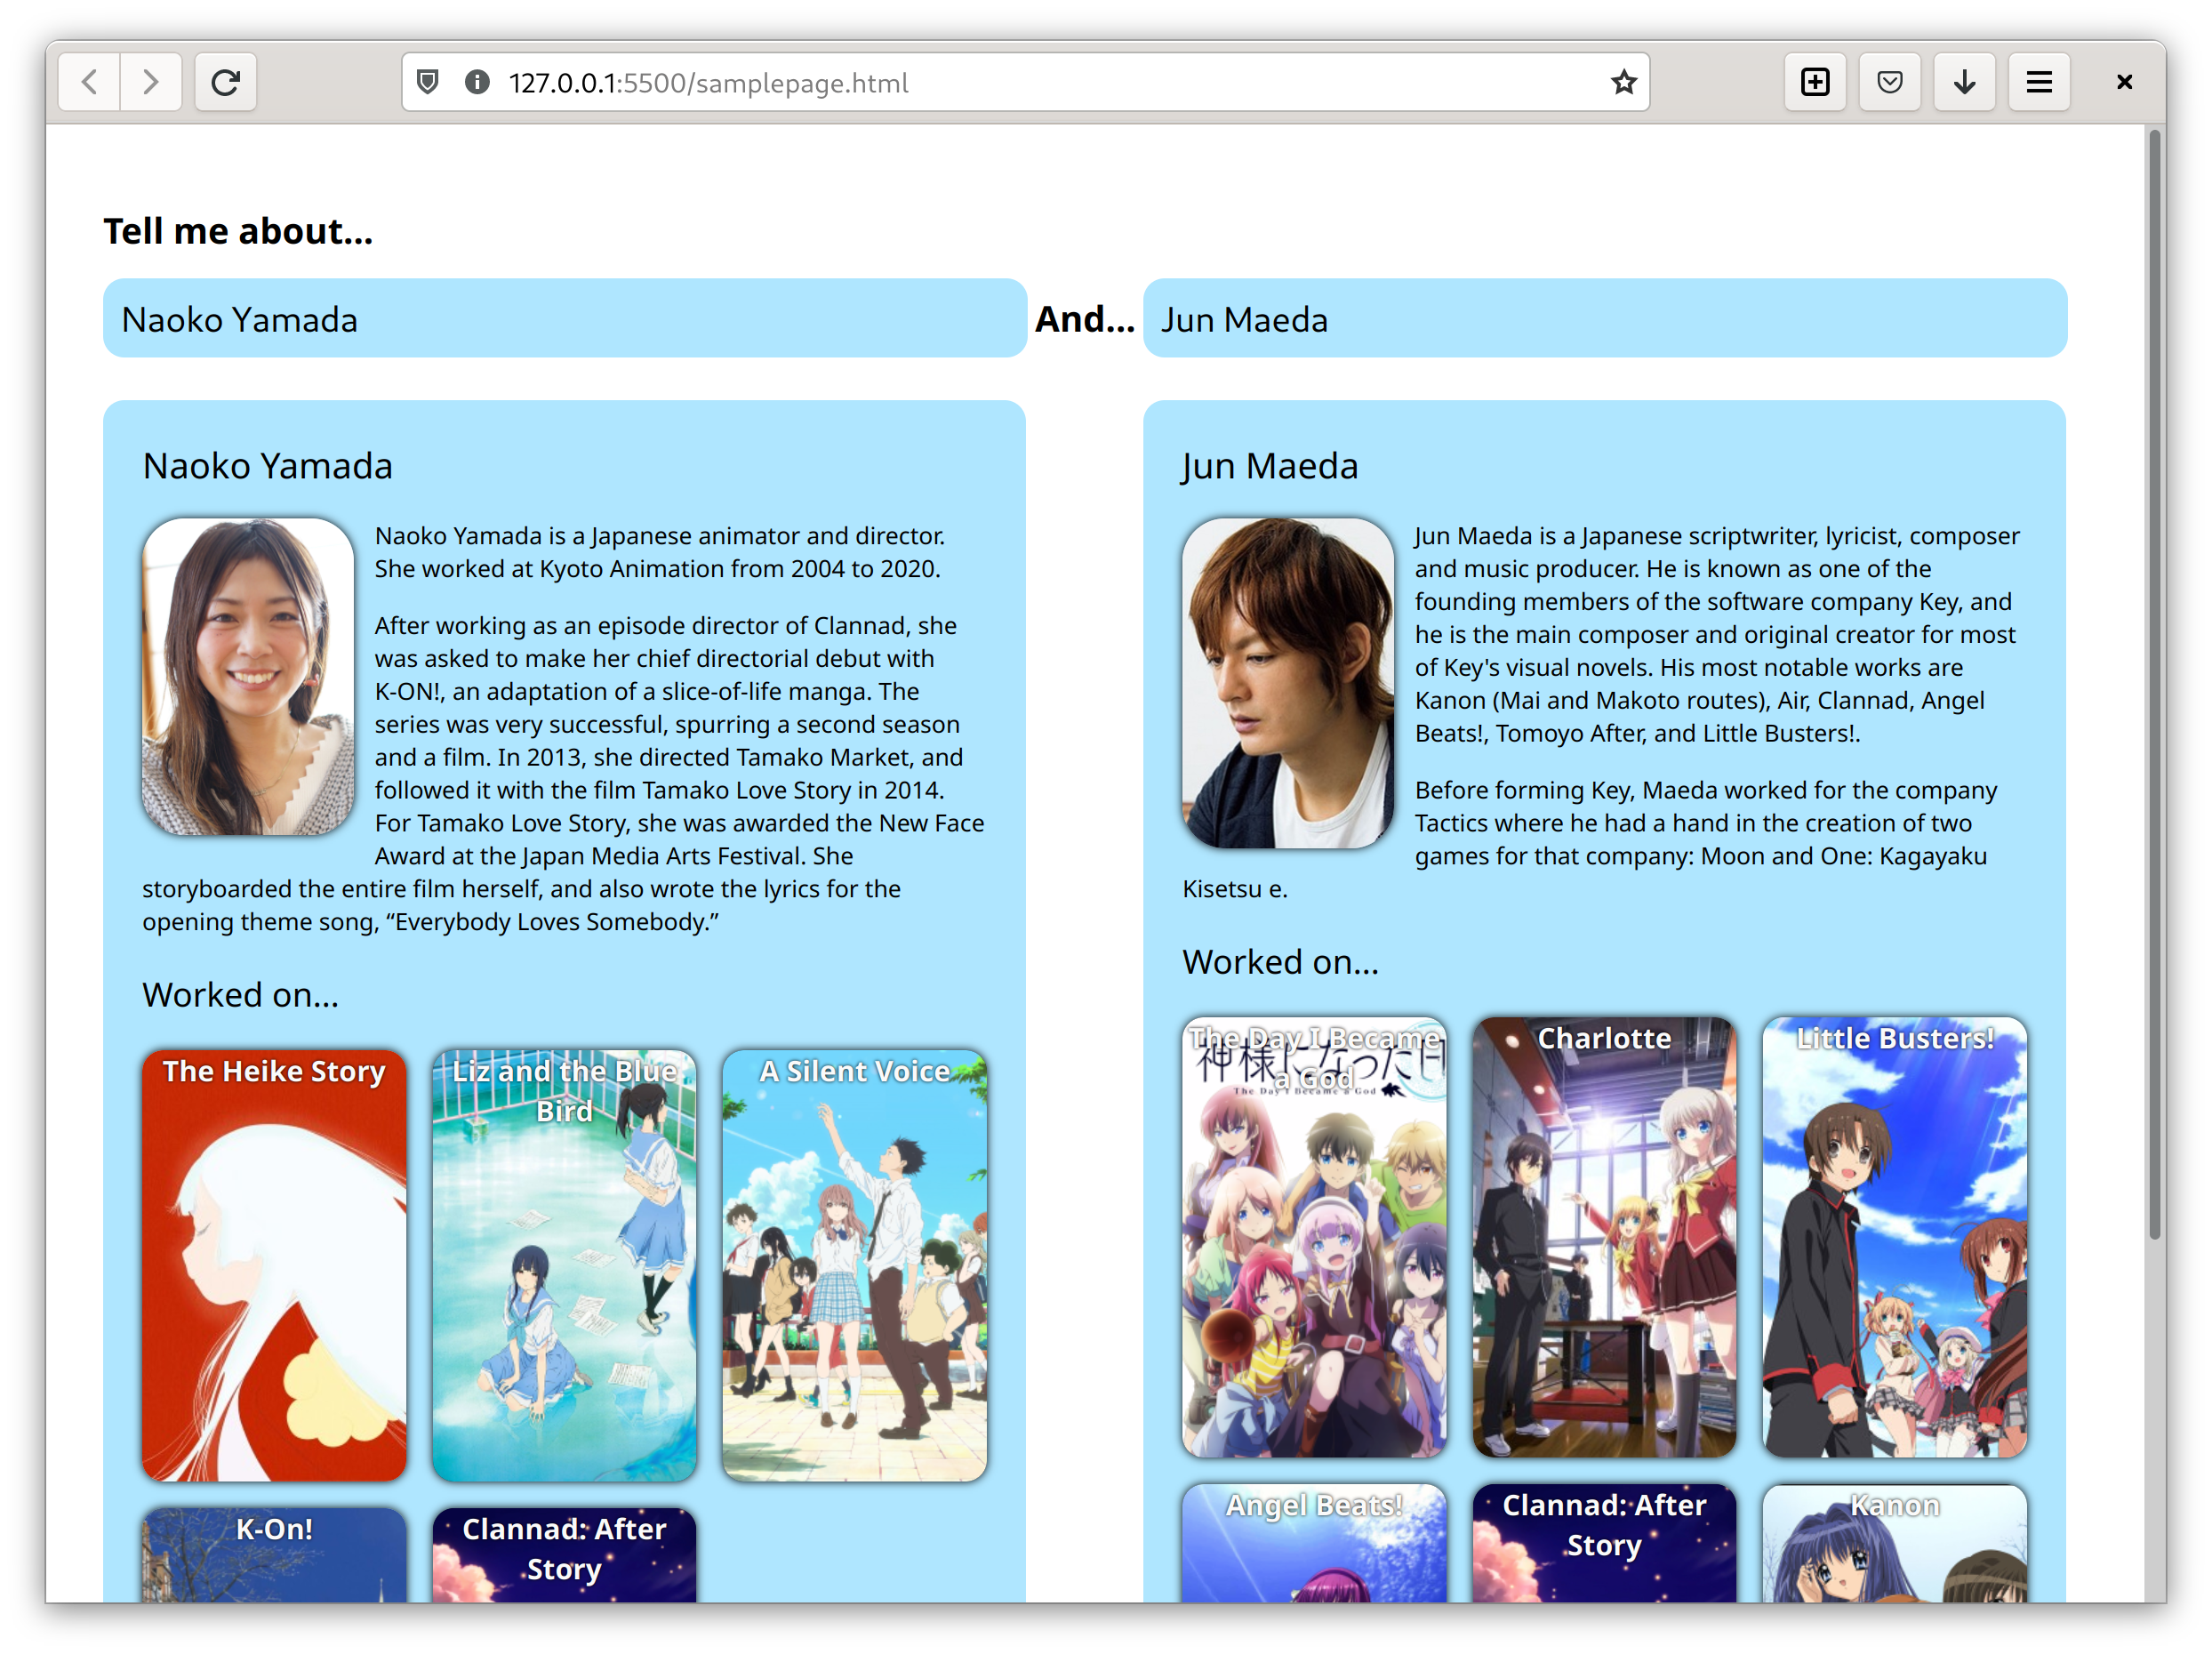 127.0.0.1:5500/samplepage.html
Tell me about...
Naoko Yamada
And...
Jun Maeda
Naoko Yamada
Naoko Yamada is a Japanese animator and director.
She worked at Kyoto Animation from 2004 to 2020.
After working as an episode director of Clannad, she
was asked to make her chief directorial debut with
K-ON!, an adaptation of a slice-of-life manga. The
series was very successful, spurring a second season
and a film. In 2013, she directed Tamako Market, and
followed it with the film Tamako Love Story in 2014.
For Tamako Love Story, she was awarded the New Face
Award at the Japan Media Arts Festival. She
storyboarded the entire film herself, and also wrote the lyrics for the
opening theme song, “Everybody Loves Somebody.”
Worked on...
The Heike Story
Liz and the Blue
Bird
A Silent Voice
K-On!
Clannad: After
Story
Jun Maeda
Jun Maeda is a Japanese scriptwriter, lyricist, composer
and music producer. He is known as one of the
founding members of the software company Key, and
he is the main composer and original creator for most
of Key's visual novels. His most notable works are
Kanon (Mai and Makoto routes), Air, Clannad, Angel
Beats!, Tomoyo After, and Little Busters!.
Before forming Key, Maeda worked for the company
Tactics where he had a hand in the creation of two
games for that company: Moon and One: Kagayaku
Kisetsu e.
Worked on...
The Day I Became
a God
神様になった日
The Day I Became a God
Charlotte
Little Busters!
Angel Beats!
Clannad: After
Story
Kanon